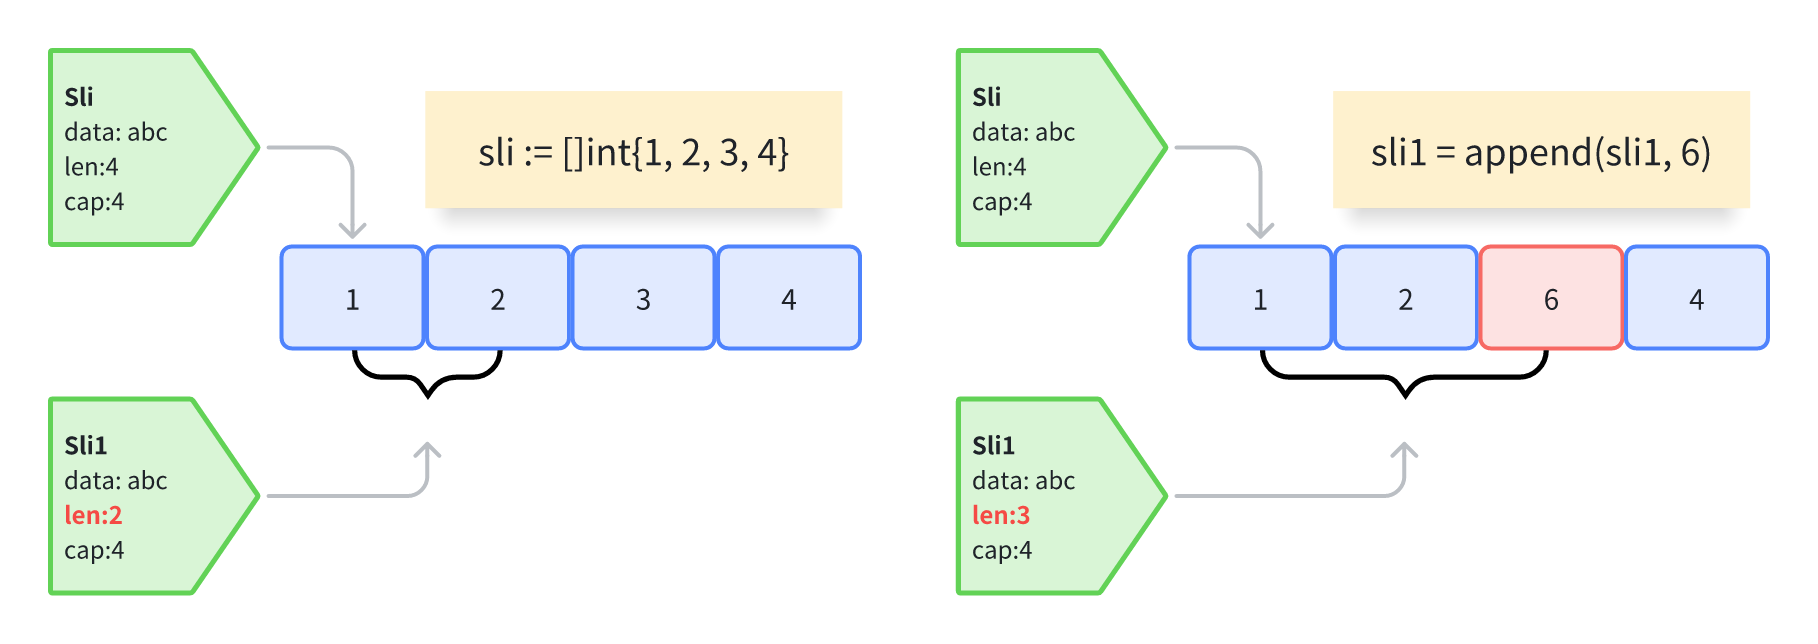 Sli
data: abc
len:4
cap:4
sli := []int{1, 2, 3, 4}
1
2
3
4
Sli1
data: abc
len:2
cap:4
Sli
data: abc
len:4
cap:4
sli1 = append(sli1, 6)
1
2
6
4
Sli1
data: abc
len:3
cap:4